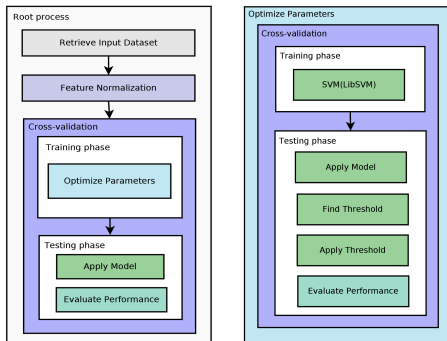 Root process
Retrieve Input Dataset
Feature Normalization
Cross-validation
Training phase
Optimize Parameters
Testing phase
Apply Model
Evaluate Performance
Optimize Parameters
Cross-validation
Training phase
SVM(LibSVM)
Testing phase
Apply Model
Find Threshold
Apply Threshold
Evaluate Performance